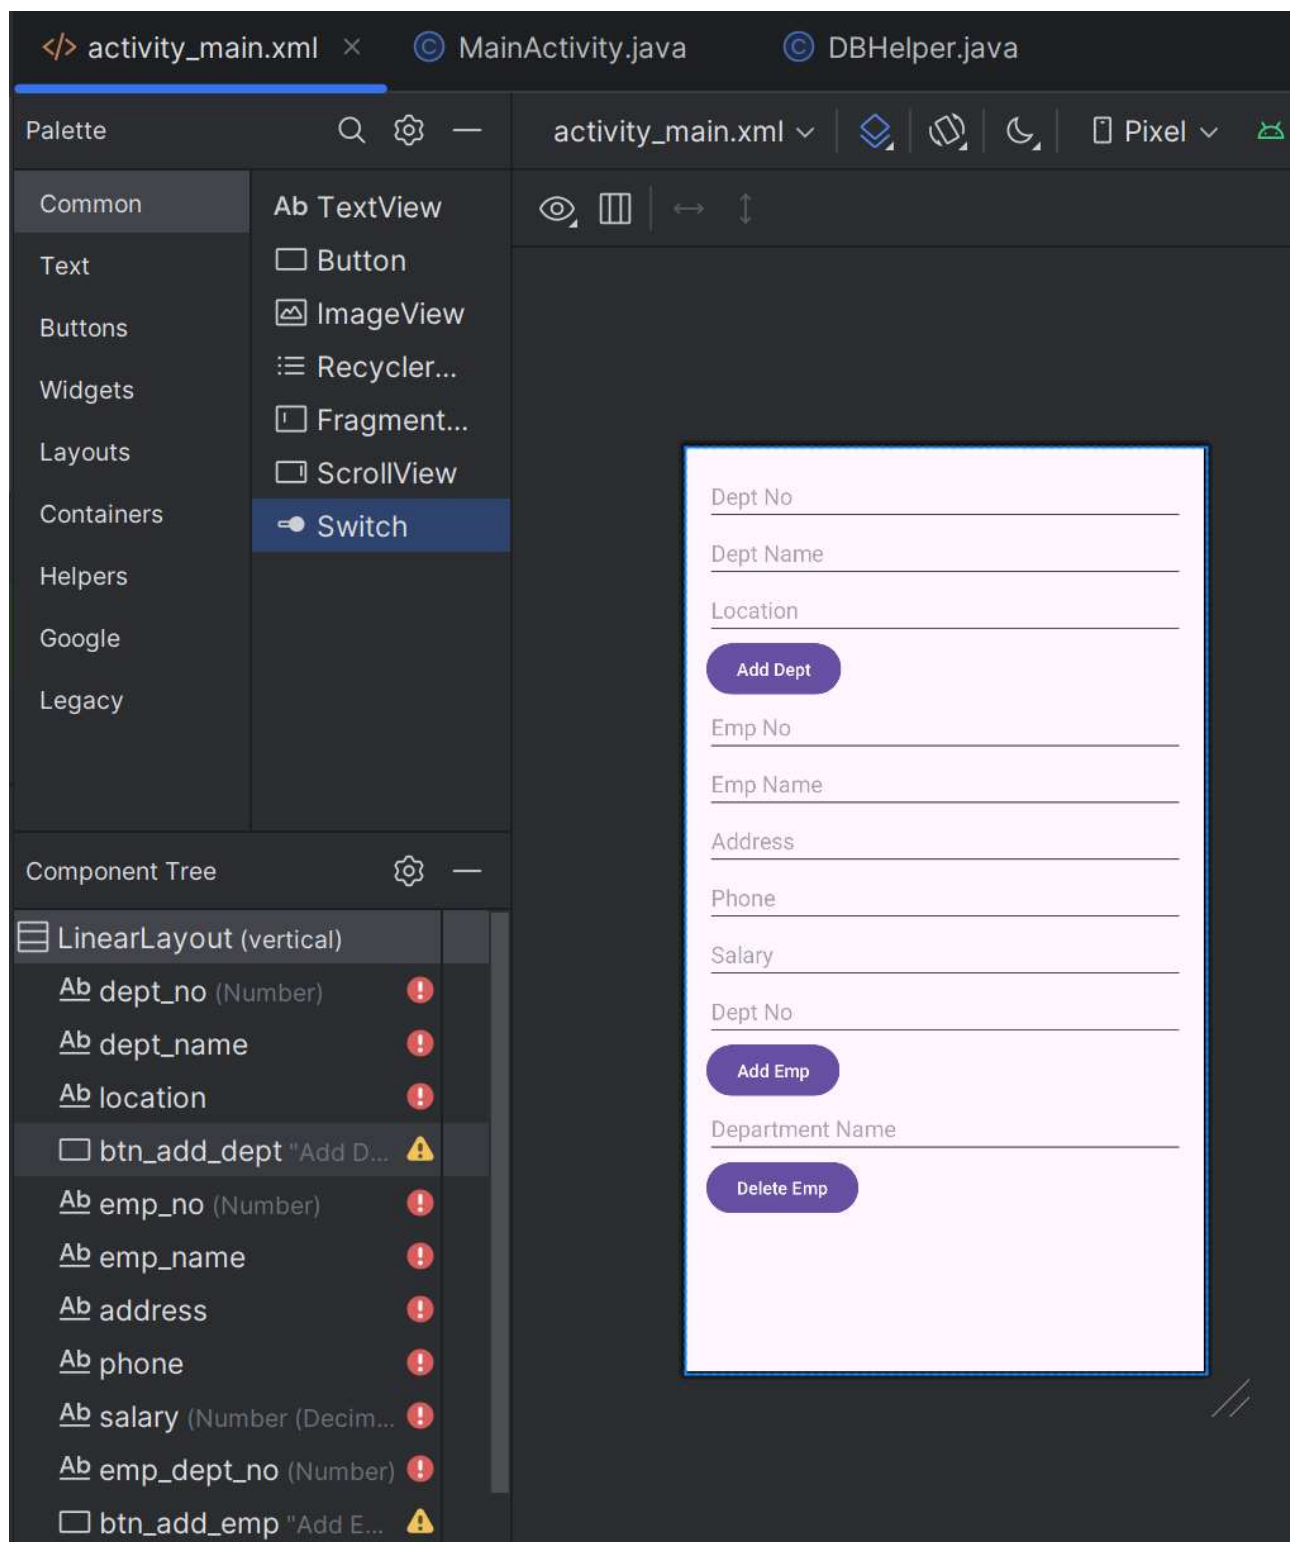 </> activity_main.xml × © MainActivity.java © DBHelper.java
Palette
activity_main.xml
Pixel
Common
Text
Buttons
Widgets
Layouts
Containers
Helpers
Google
Legacy
Ab TextView
Button
ImageView
Recycler...
Fragment...
ScrollView
Switch
Component Tree
LinearLayout (vertical)
Ab dept_no (Number)
Ab dept_name
Ab location
btn_add_dept "Add D...
Ab emp_no (Number)
Ab emp_name
Ab address
Ab phone
Ab salary (Number (Decim...
Ab emp_dept_no (Number)
btn_add_emp "Add E...
Dept No
Dept Name
Location
Add Dept
Emp No
Emp Name
Address
Phone
Salary
Dept No
Add Emp
Department Name
Delete Emp